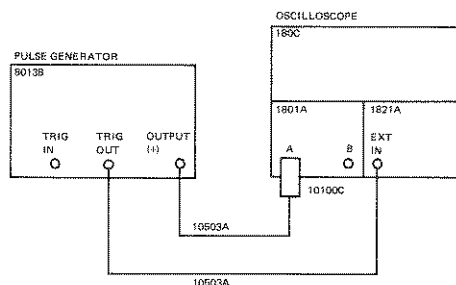 OSCILLOSCOPE
180C
PULSE GENERATOR
8013B
1801A
1821A
TRIG IN
TRIG OUT
OUTPUT (+)
A
B
EXT IN
10100C
10503A
10503A